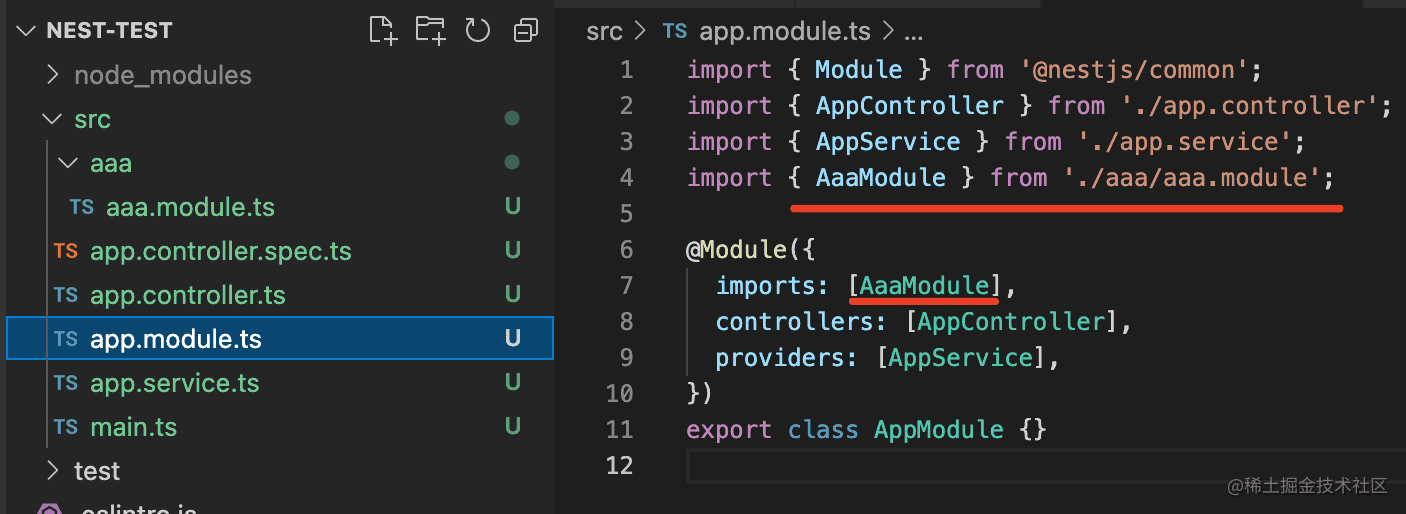 NEST-TEST
node_modules
src
aaa
TS aaa.module.ts U
TS app.controller.spec.ts U
TS app.controller.ts U
TS app.module.ts U
TS app.service.ts U
TS main.ts U
test
src > TS app.module.ts > ...
1 import { Module } from '@nestjs/common';
2 import { AppController } from './app.controller';
3 import { AppService } from './app.service';
4 import { AaaModule } from './aaa/aaa.module';
5
6 @Module({
7 imports: [AaaModule],
8 controllers: [AppController],
9 providers: [AppService],
10 })
11 export class AppModule {}
12
@稀土掘金技术社区